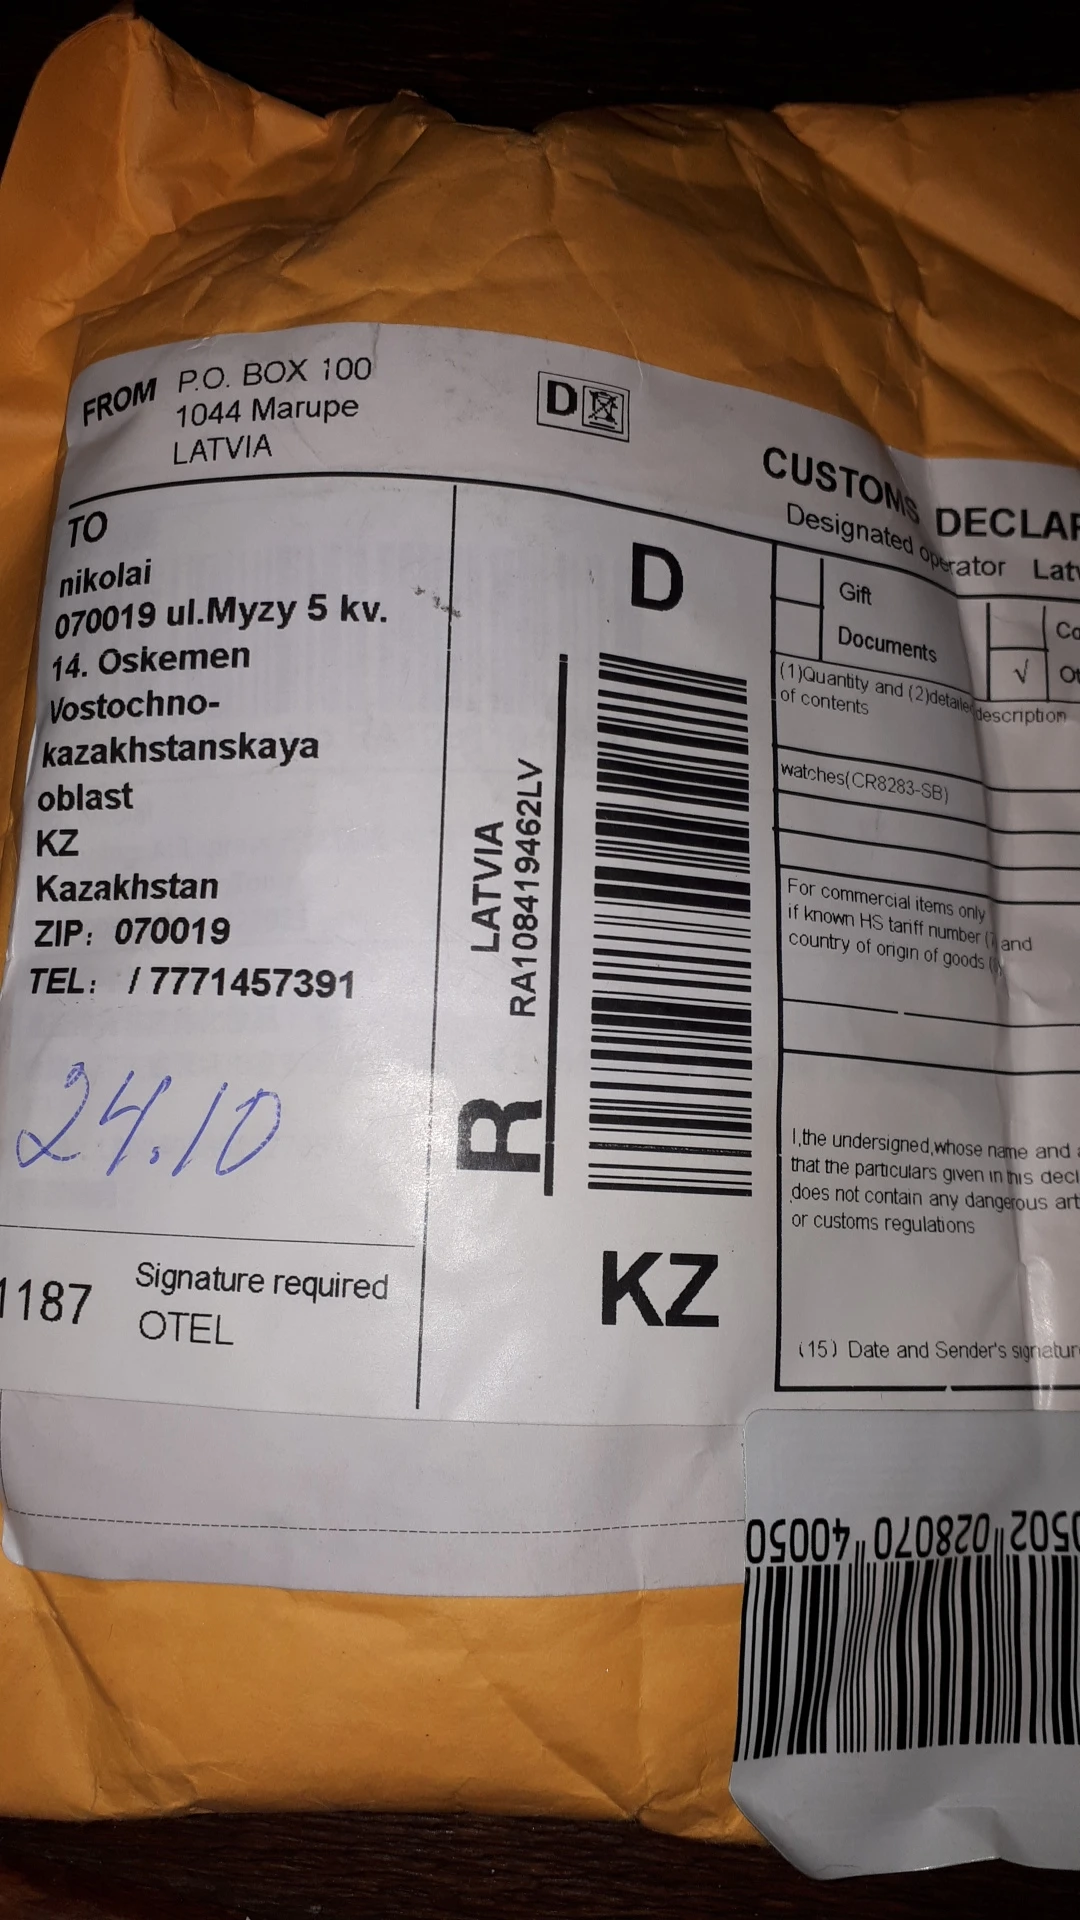 FROM P.O. BOX 100
1044 Marupe
LATVIA
D
TO
nikolai
070019 ul.Myzy 5 kv.
14. Oskemen
Vostochno-
kazakhstanskaya
oblast
KZ
Kazakhstan
ZIP: 070019
TEL: / 7771457391
24.10
1187
Signature required
OTEL
D
LATVIA
RA108419462LV
R
KZ
CUSTOMS DECLAR
Designated operator Latv
Gift
Documents
Co
√ Ot
(1)Quantity and (2)detailed description
of contents
watches(CR8283-SB)
For commercial items only
if known HS tariff number (7) and
country of origin of goods
I,the undersigned,whose name and a
that the particulars given in this decl
does not contain any dangerous art
or customs regulations
(15) Date and Sender's signature
40050 028070 0502